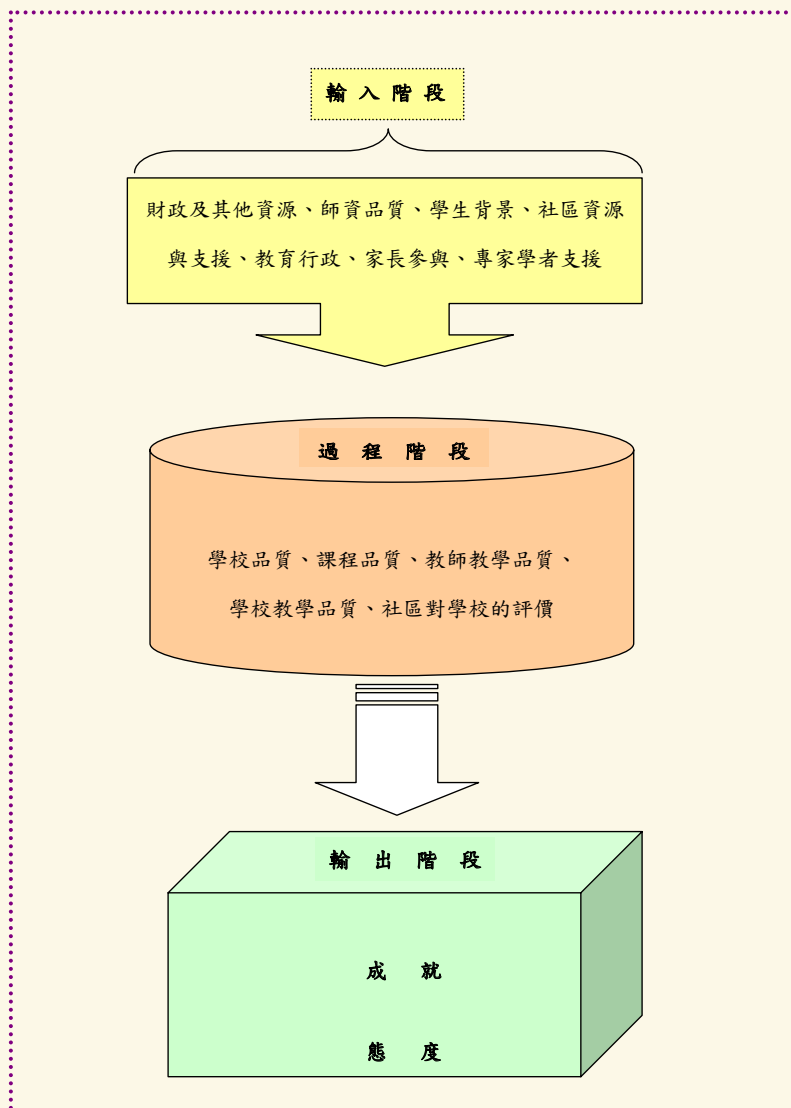 輸入階段
財政及其他資源、師資品質、學生背景、社區資源
與支援、教育行政、家長參與、專家學者支援
過程階段
學校品質、課程品質、教師教學品質、
學校教學品質、社區對學校的評價
輸出階段
成就
態度